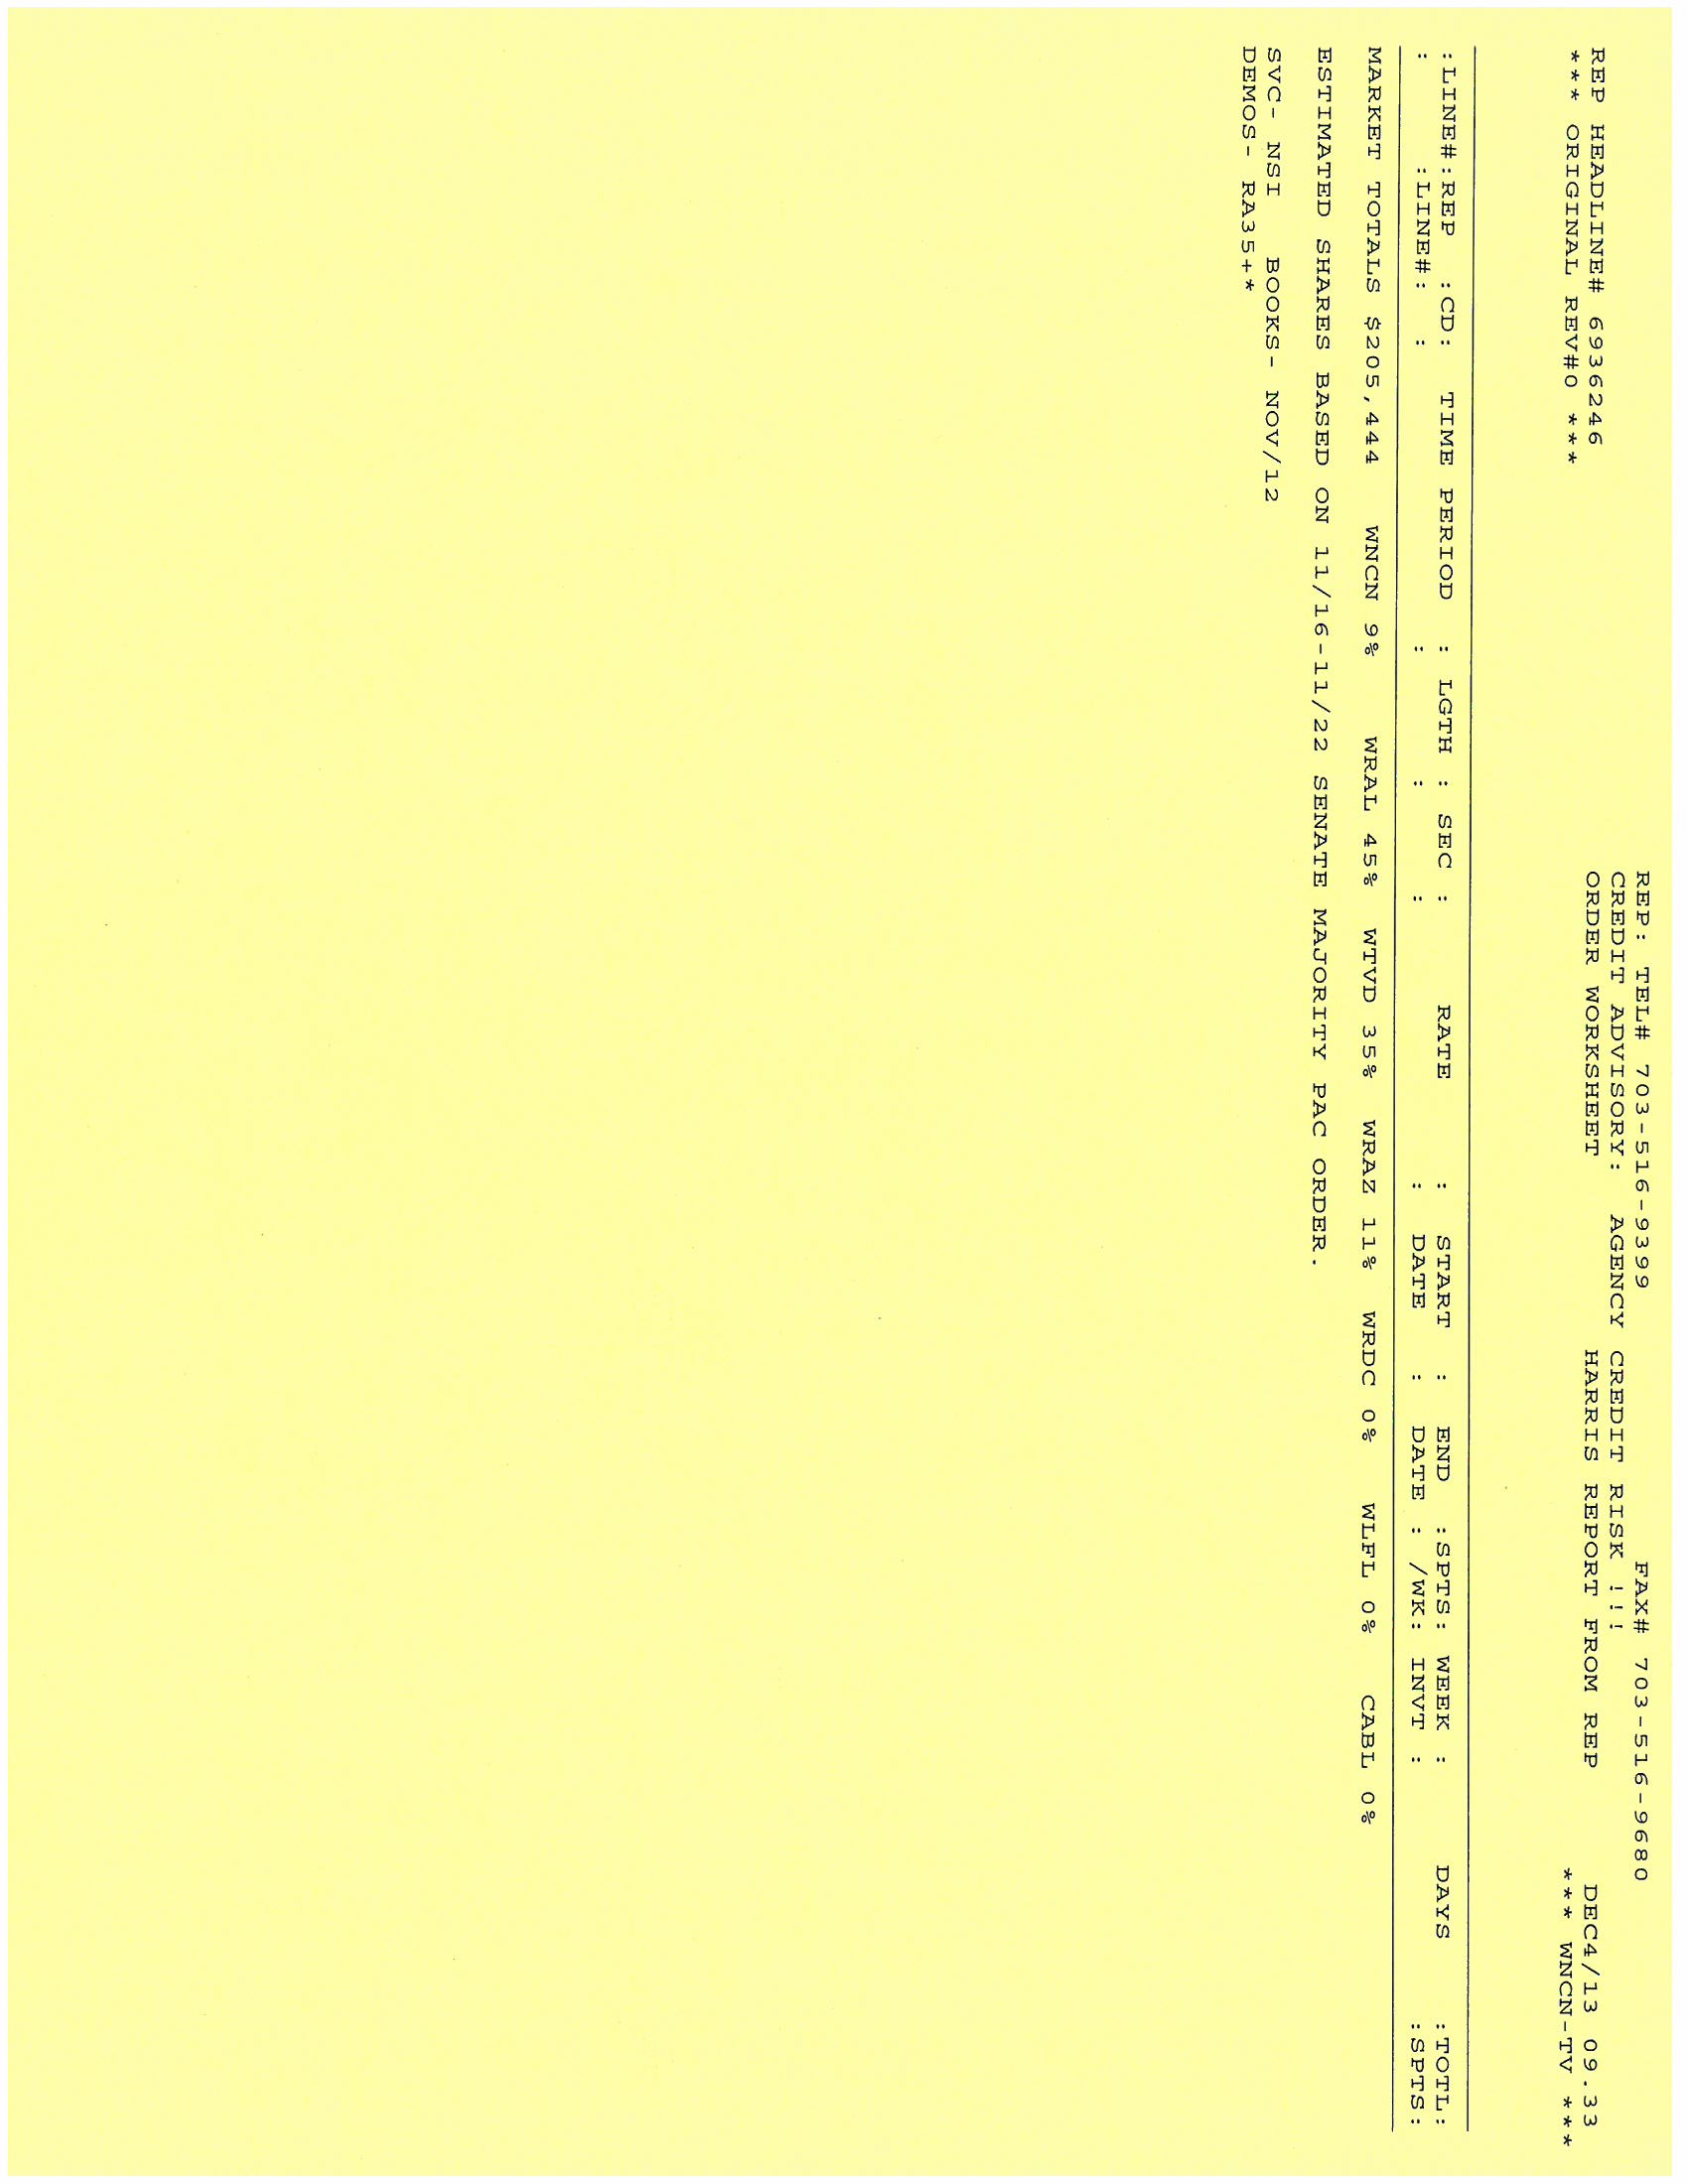 REP: TEL# 703-516-9399 FAX# 703-516-9680
CREDIT ADVISORY: AGENCY CREDIT RISK !!!
REP HEADLINE# 6936246 ORDER WORKSHEET HARRIS REPORT FROM REP DEC4/13 09.33
*** ORIGINAL REV#0 *** *** WNCN-TV ***
:LINE#:REP :CD: TIME PERIOD : LGTH : SEC : RATE : START : END :SPTS: WEEK : DAYS :TOTL:
: :LINE#: : : : : : DATE : DATE : /WK: INVT : :SPTS:
MARKET TOTALS $205,444 WNCN 9% WRAL 45% WTVD 35% WRAZ 11% WRDC 0% WLFL 0% CABL 0%
ESTIMATED SHARES BASED ON 11/16-11/22 SENATE MAJORITY PAC ORDER.
SVC- NSI BOOKS- NOV/12
DEMOS- RA35+*